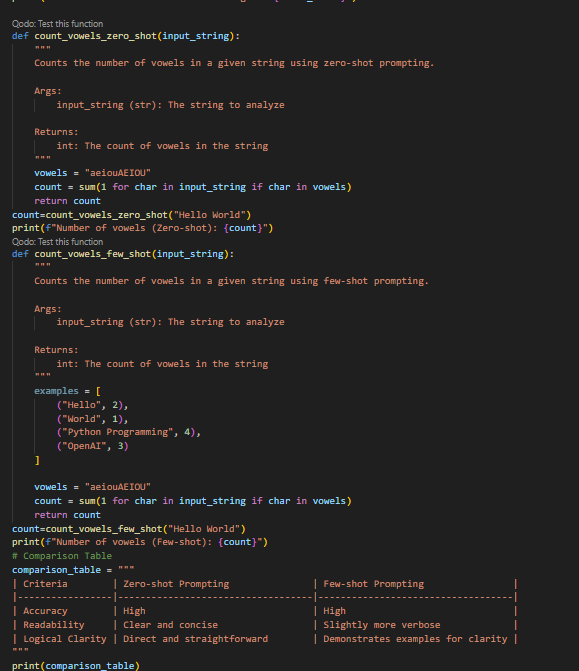 Qodo: Test this function
def count_vowels_zero_shot(input_string):
    """
    Counts the number of vowels in a given string using zero-shot prompting.

    Args:
        input_string (str): The string to analyze

    Returns:
        int: The count of vowels in the string
    """
    vowels = "aeiouAEIOU"
    count = sum(1 for char in input_string if char in vowels)
    return count
count=count_vowels_zero_shot("Hello World")
print(f"Number of vowels (Zero-shot): {count}")
Qodo: Test this function
def count_vowels_few_shot(input_string):
    """
    Counts the number of vowels in a given string using few-shot prompting.

    Args:
        input_string (str): The string to analyze

    Returns:
        int: The count of vowels in the string
    """
    examples = [
        ("Hello", 2),
        ("World", 1),
        ("Python Programming", 4),
        ("OpenAI", 3)
    ]

    vowels = "aeiouAEIOU"
    count = sum(1 for char in input_string if char in vowels)
    return count
count=count_vowels_few_shot("Hello World")
print(f"Number of vowels (Few-shot): {count}")
# Comparison Table
comparison_table = """
| Criteria        | Zero-shot Prompting               | Few-shot Prompting                |
|-----------------|-----------------------------------|-----------------------------------|
| Accuracy        | High                              | High                              |
| Readability     | Clear and concise                 | Slightly more verbose             |
| Logical Clarity | Direct and straightforward        | Demonstrates examples for clarity |
"""
print(comparison_table)